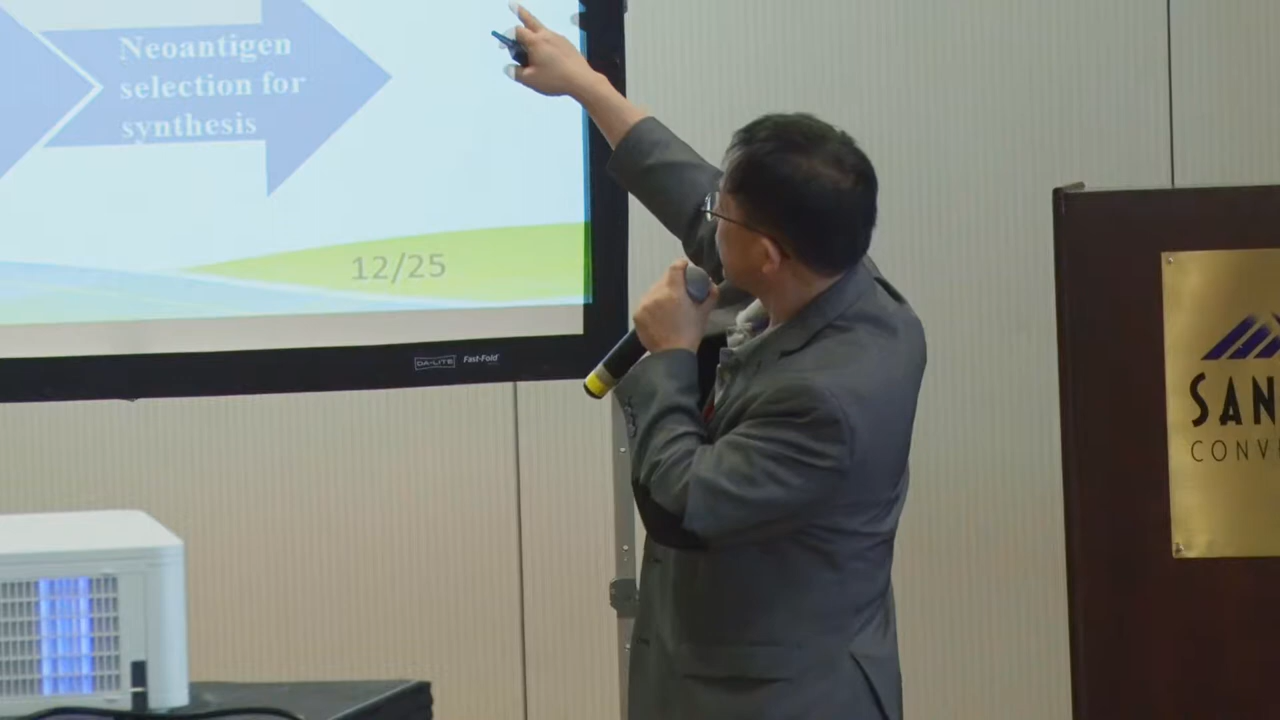 Neoantigen
selection for
synthesis
12/25
DA-LITE Fast-Fold
SAN
CONV